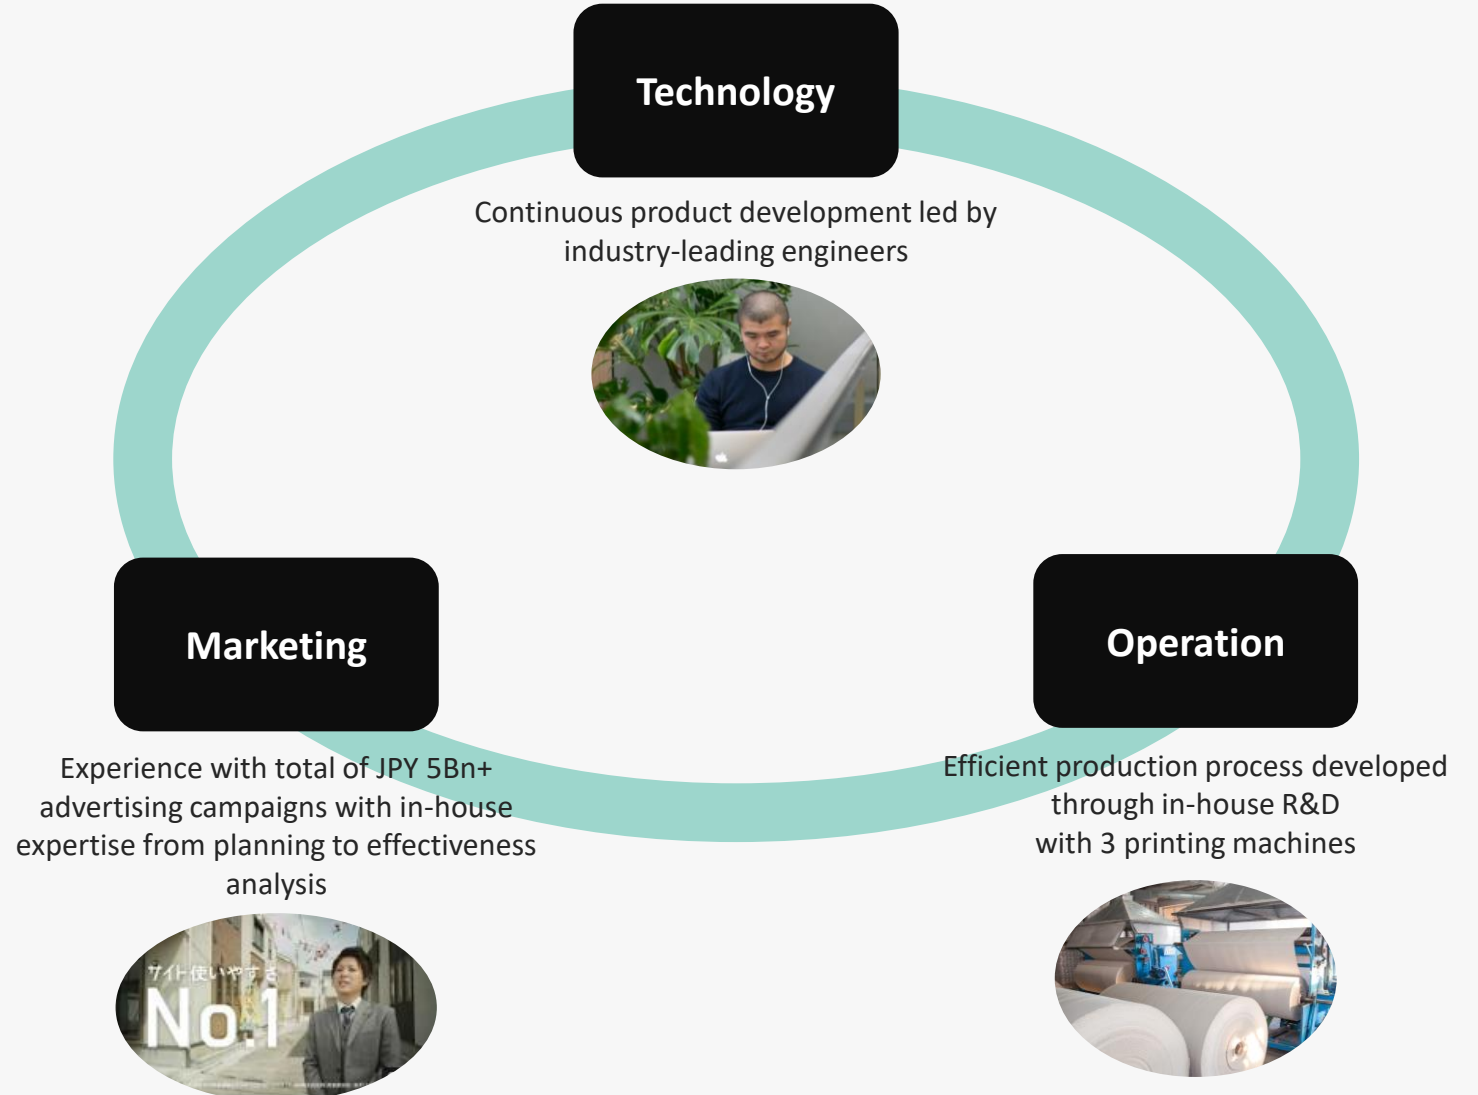 Technology
Continuous product development led by
industry-leading engineers
Marketing
Experience with total of JPY 5Bn+
advertising campaigns with in-house
expertise from planning to effectiveness
analysis
サイト使いやすさ
No.1
Operation
Efficient production process developed
through in-house R&D
with 3 printing machines